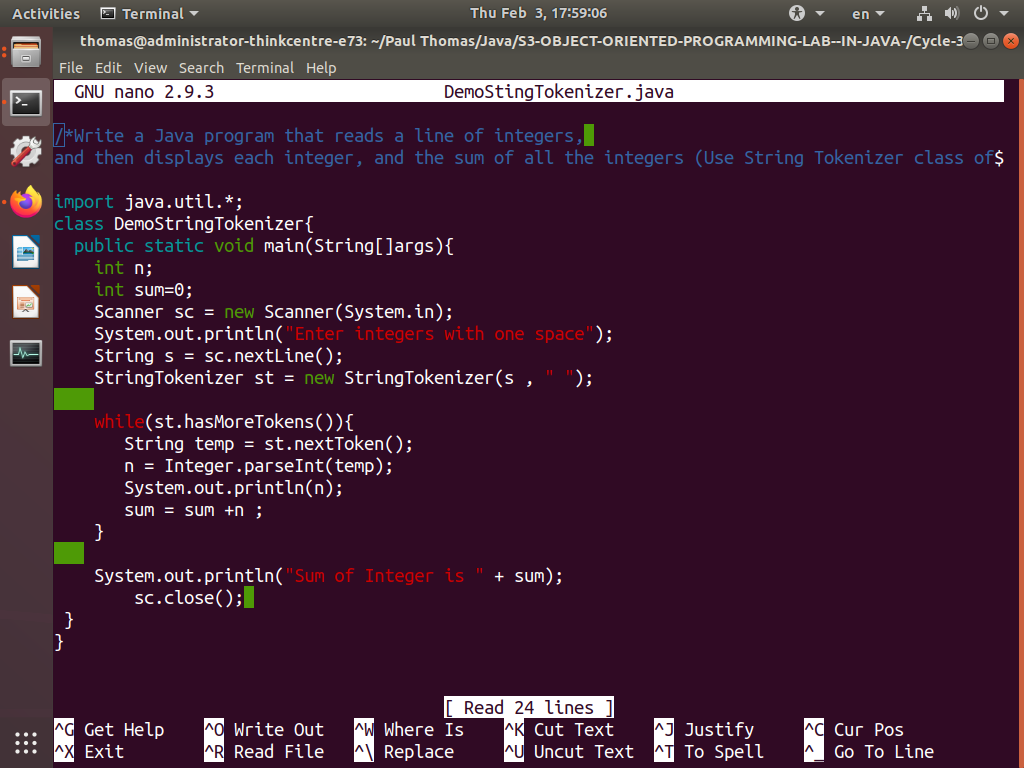 Activities Terminal Thu Feb 3, 17:59:06 en
thomas@administrator-thinkcentre-e73: ~/Paul Thomas/Java/S3-OBJECT-ORIENTED-PROGRAMMING-LAB--IN-JAVA-/Cycle-3
File Edit View Search Terminal Help
GNU nano 2.9.3 DemoStingTokenizer.java
/*Write a Java program that reads a line of integers,
and then displays each integer, and the sum of all the integers (Use String Tokenizer class of$
import java.util.*;
class DemoStringTokenizer{
  public static void main(String[]args){
    int n;
    int sum=0;
    Scanner sc = new Scanner(System.in);
    System.out.println("Enter integers with one space");
    String s = sc.nextLine();
    StringTokenizer st = new StringTokenizer(s , " ");
    while(st.hasMoreTokens()){
       String temp = st.nextToken();
       n = Integer.parseInt(temp);
       System.out.println(n);
       sum = sum +n ;
    }
    System.out.println("Sum of Integer is " + sum);
        sc.close();
 }
}
[ Read 24 lines ]
^G Get Help ^O Write Out ^W Where Is ^K Cut Text ^J Justify ^C Cur Pos
^X Exit ^R Read File ^\ Replace ^U Uncut Text ^T To Spell ^_ Go To Line